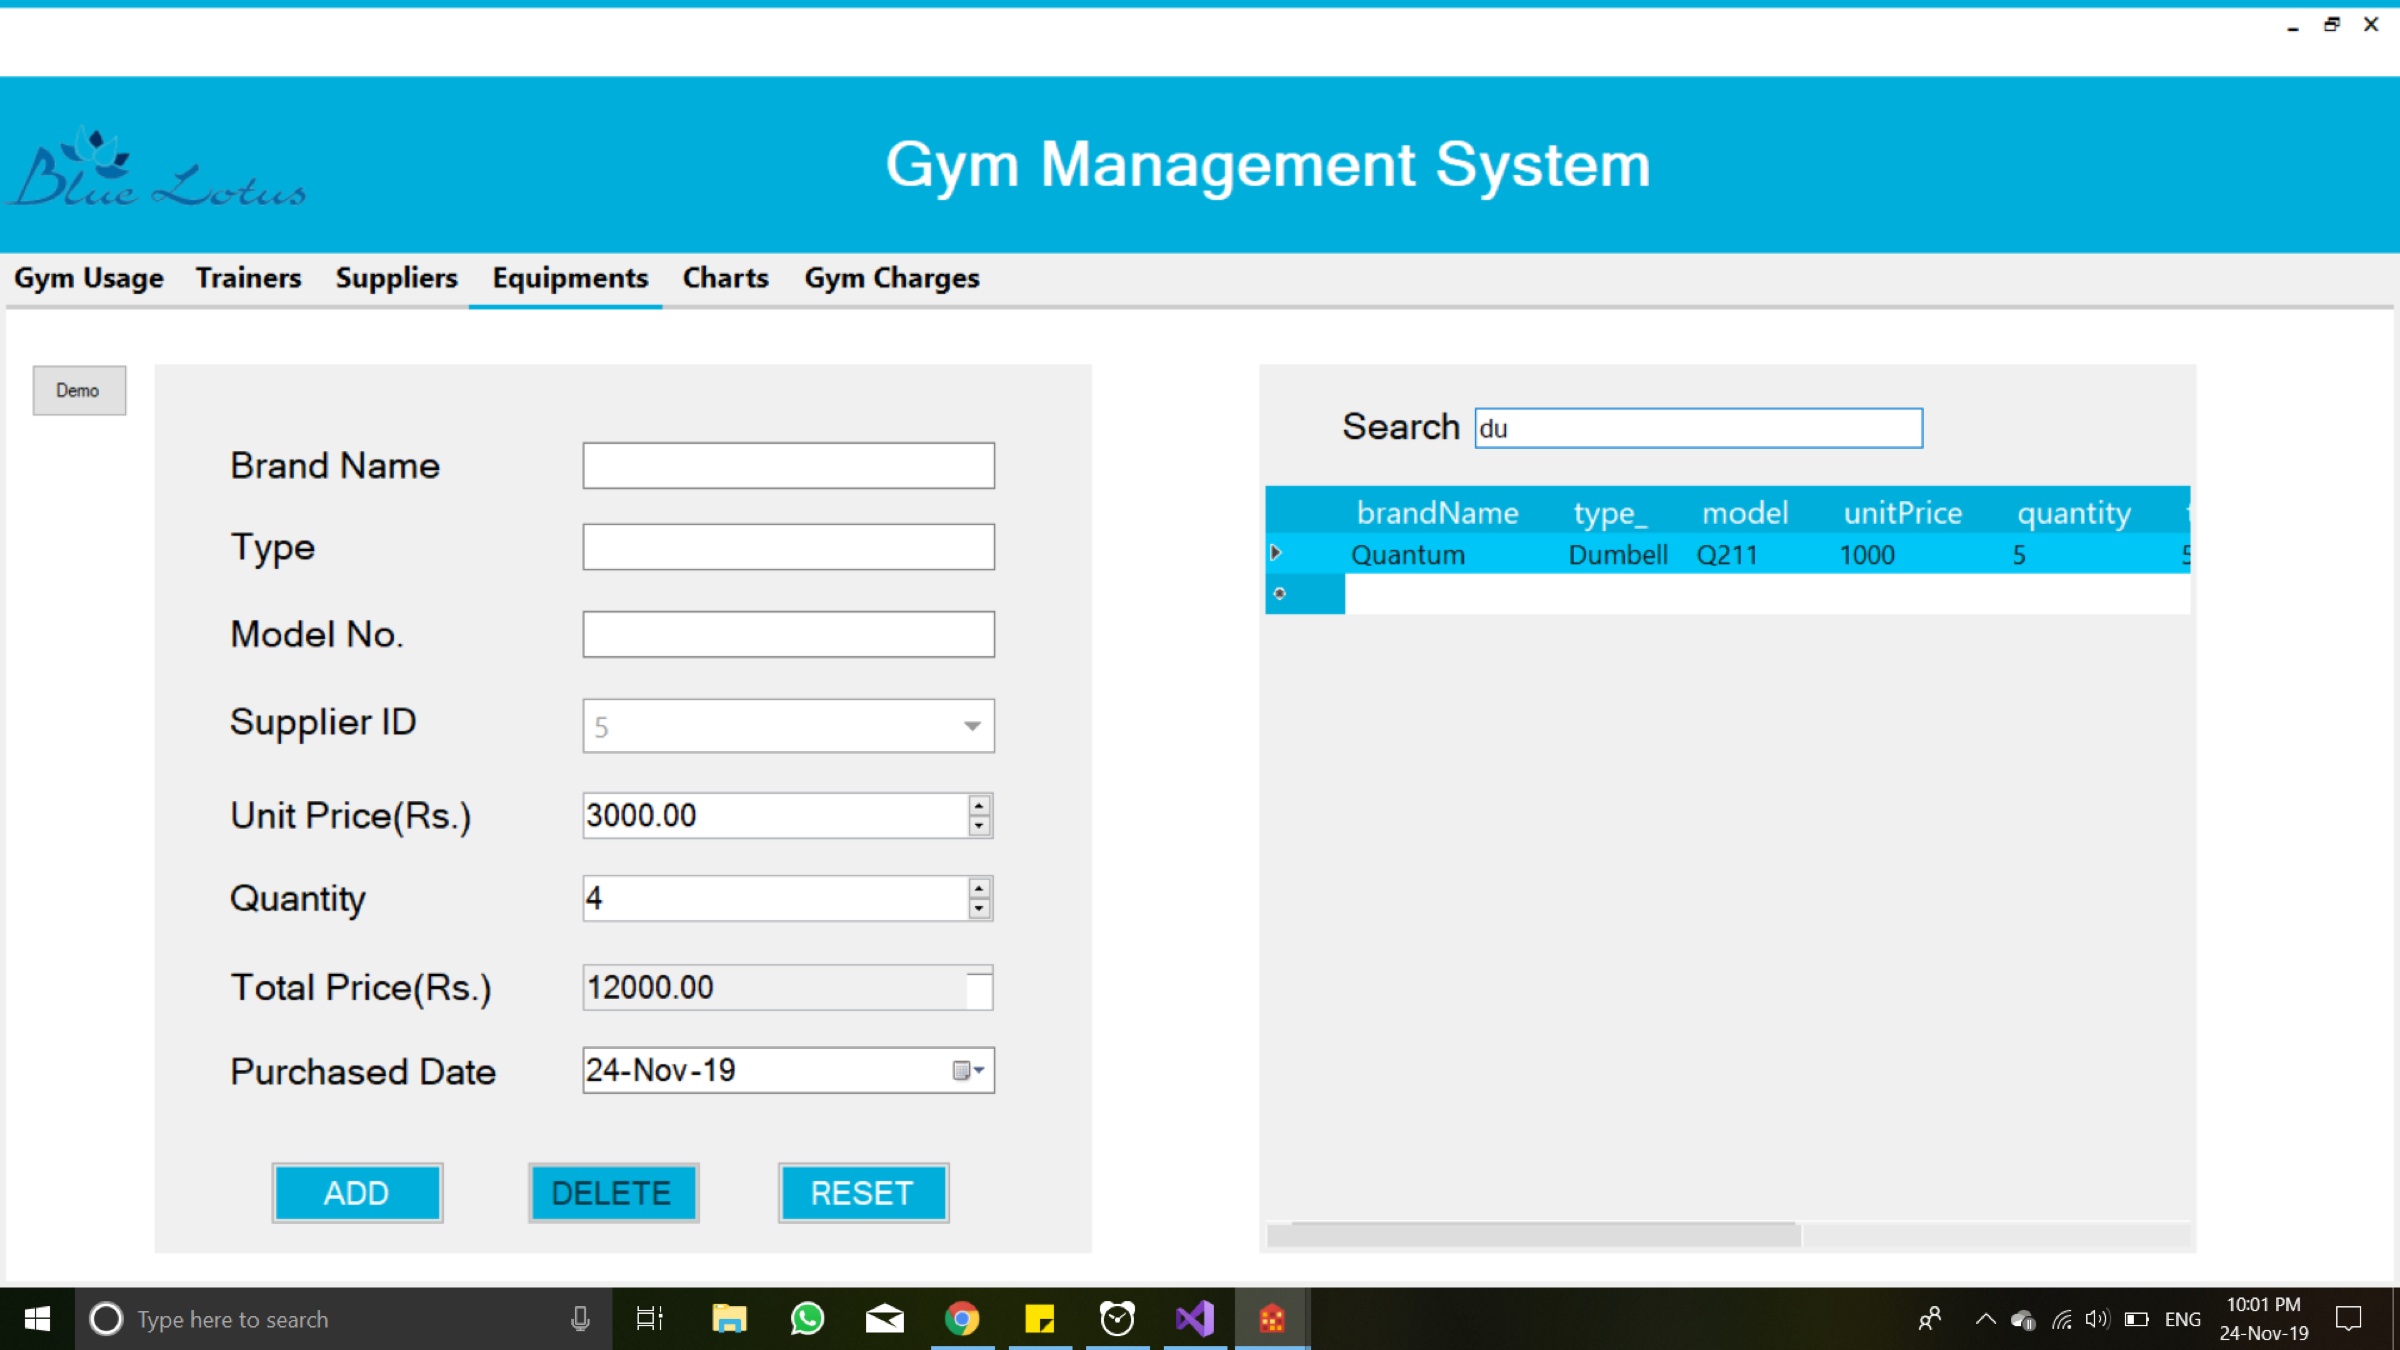 Blue Lotus
Gym Management System
Gym Usage Trainers Suppliers Equipments Charts Gym Charges
Demo
Brand Name
Type
Model No.
Supplier ID 5
Unit Price(Rs.) 3000.00
Quantity 4
Total Price(Rs.) 12000.00
Purchased Date 24-Nov-19
ADD DELETE RESET
Search du
brandName type_ model unitPrice quantity
Quantum Dumbell Q211 1000 5 5
Type here to search
ENG
10:01 PM
24-Nov-19